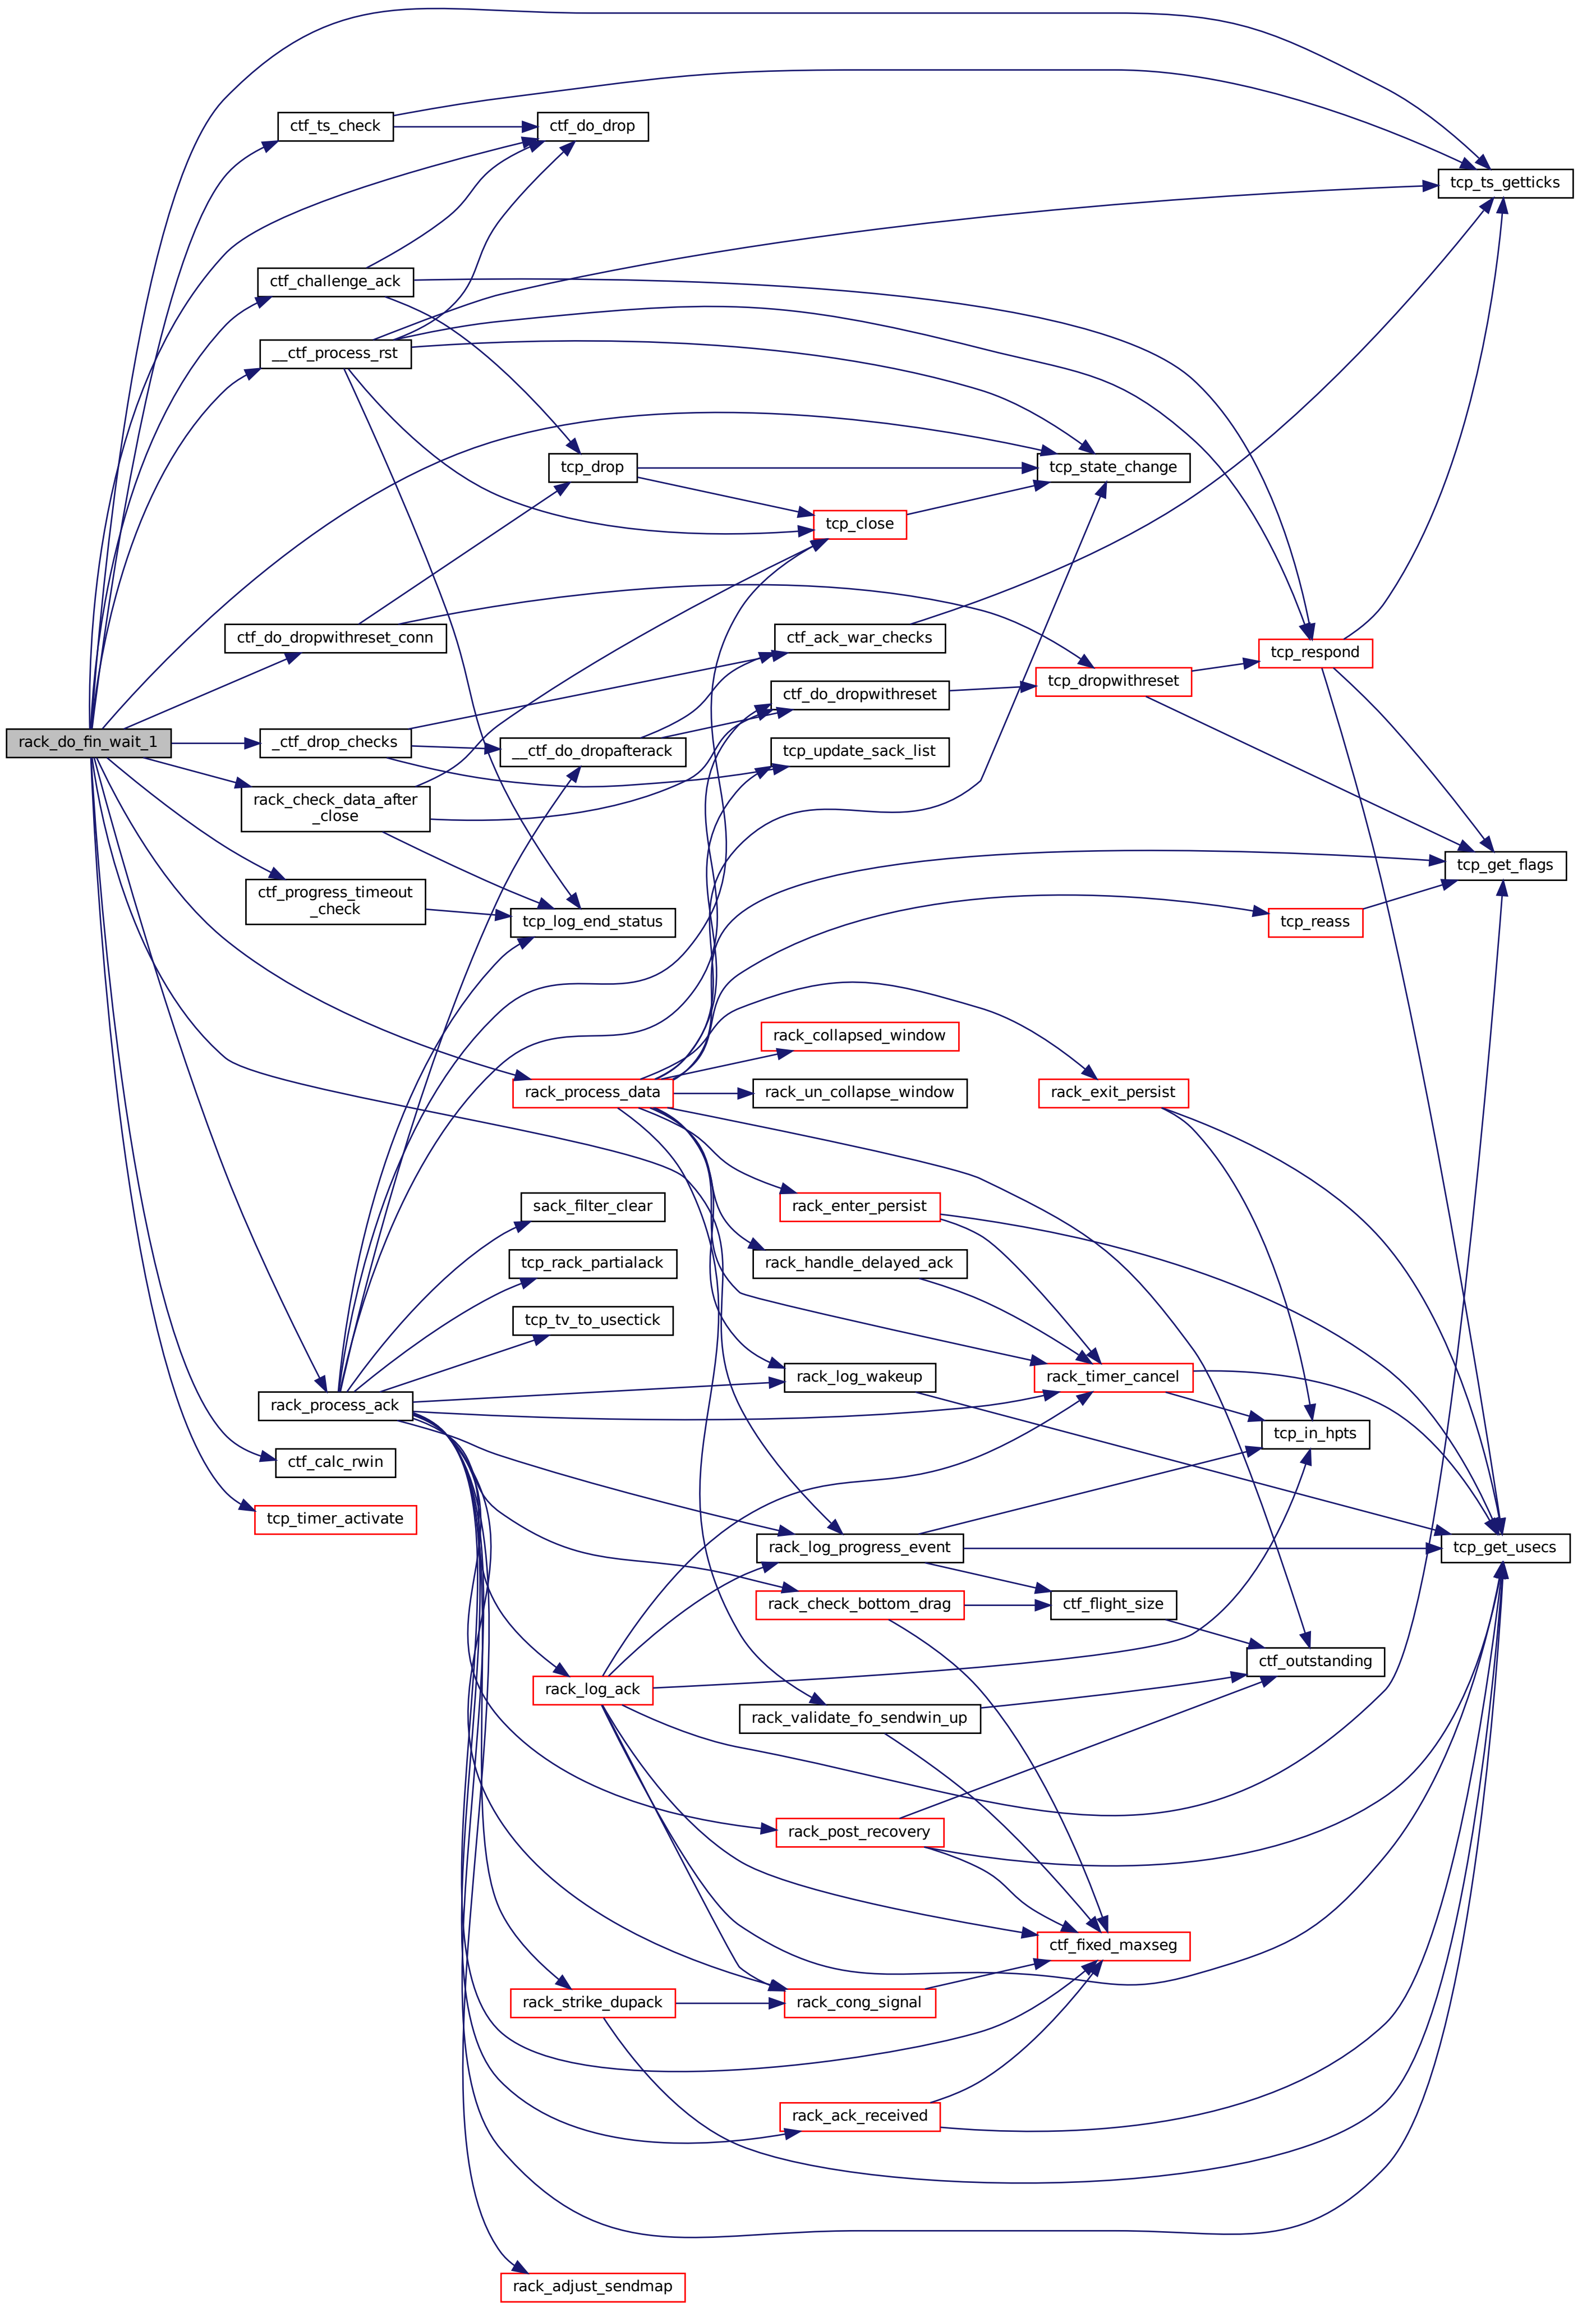 ctf_ts_check
ctf_do_drop
tcp_ts_getticks
ctf_challenge_ack
__ctf_process_rst
tcp_drop
tcp_state_change
tcp_close
ctf_do_dropwithreset_conn
ctf_ack_war_checks
tcp_respond
tcp_dropwithreset
ctf_do_dropwithreset
rack_do_fin_wait_1
_ctf_drop_checks
__ctf_do_dropafterack
tcp_update_sack_list
rack_check_data_after
_close
tcp_get_flags
ctf_progress_timeout
_check
tcp_log_end_status
tcp_reass
rack_collapsed_window
rack_process_data
rack_un_collapse_window
rack_exit_persist
sack_filter_clear
rack_enter_persist
tcp_rack_partialack
rack_handle_delayed_ack
tcp_tv_to_usectick
rack_log_wakeup
rack_timer_cancel
rack_process_ack
tcp_in_hpts
ctf_calc_rwin
tcp_timer_activate
rack_log_progress_event
tcp_get_usecs
rack_check_bottom_drag
ctf_flight_size
ctf_outstanding
rack_log_ack
rack_validate_fo_sendwin_up
rack_post_recovery
ctf_fixed_maxseg
rack_strike_dupack
rack_cong_signal
rack_ack_received
rack_adjust_sendmap